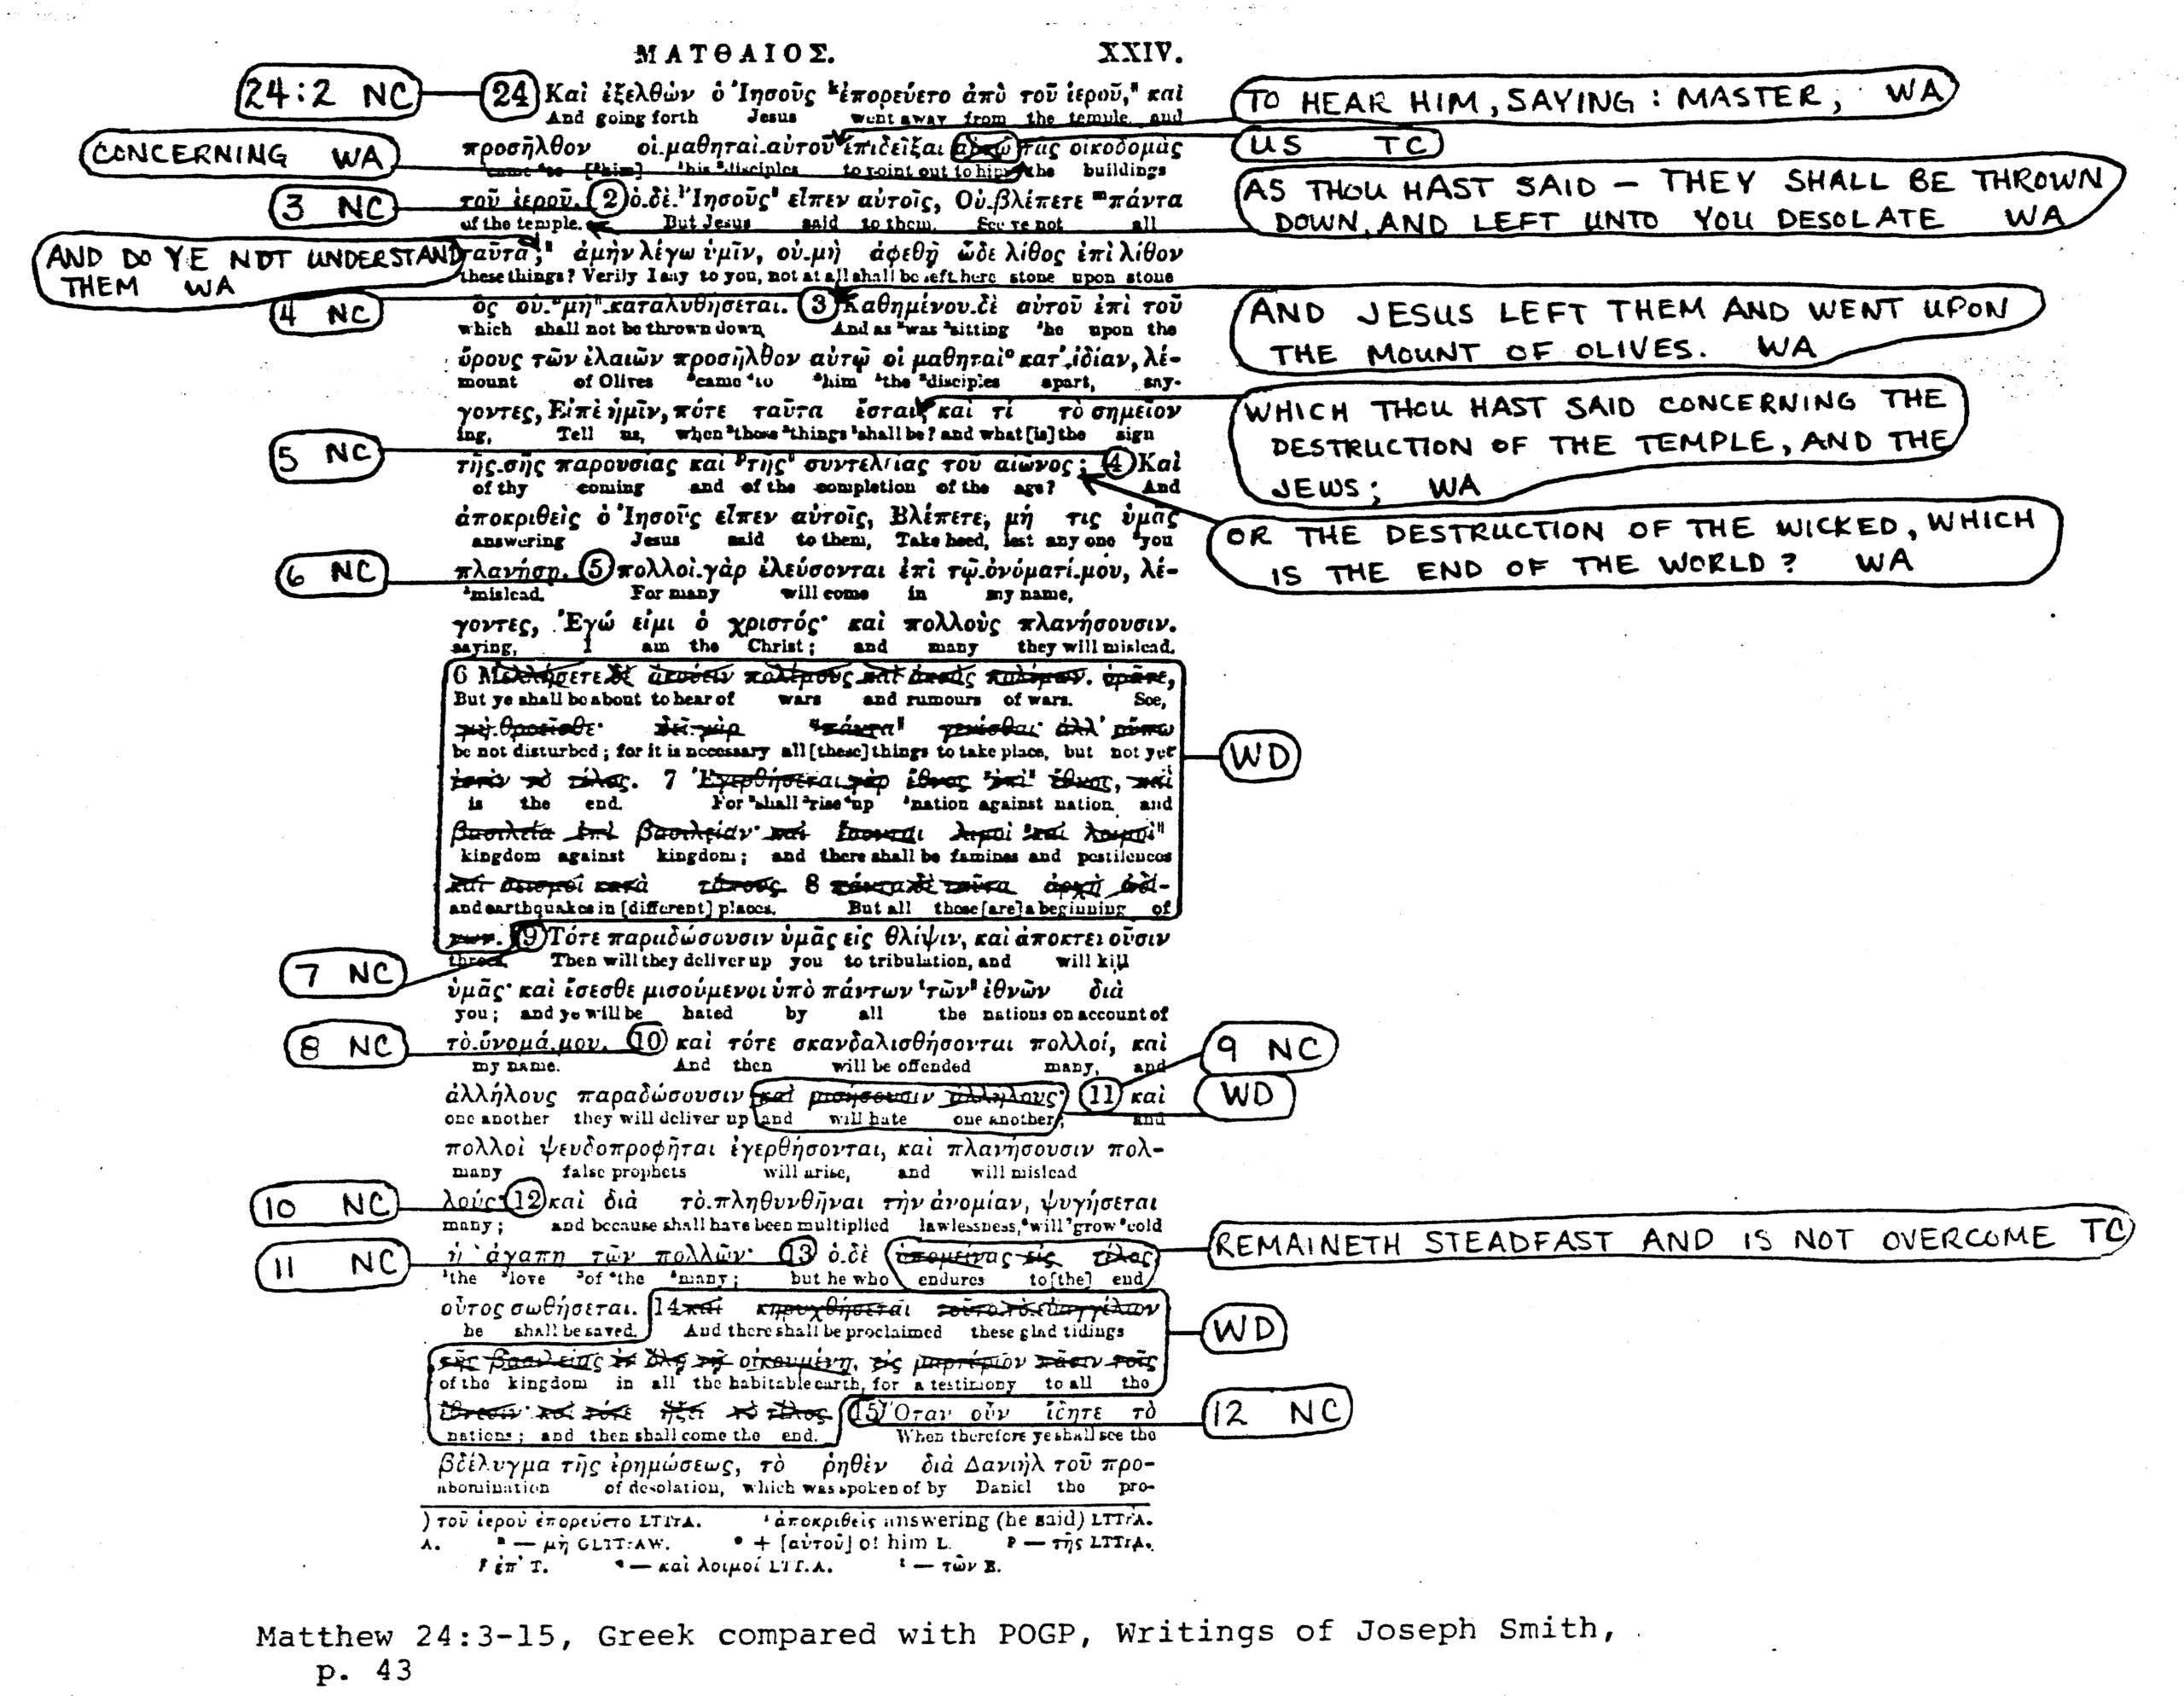 ΜΑΤΘΑΙΟΣ. XXIV.
24:2 NC
24 Καὶ ἐξελθὼν ὁ Ἰησοῦς ᵏἐπορεύετο ἀπὸ τοῦ ἱεροῦ," καὶ
And going forth Jesus went away from the temple, and
TO HEAR HIM, SAYING: MASTER, WA
CONCERNING WA
προσῆλθον οἱ.μαθηταὶ.αὐτοῦ ἐπιδεῖξαι αὐτῷ τὰς οἰκοδομὰς
came to [him] his disciples to point out to him the buildings
US TC
3 NC
τοῦ ἱεροῦ. 2 ὁ.δὲ.ˡ Ἰησοῦς" εἶπεν αὐτοῖς, Οὐ.βλέπετε ᵐπάντα
of the temple. But Jesus said to them, See ye not all
AS THOU HAST SAID — THEY SHALL BE THROWN
DOWN, AND LEFT UNTO YOU DESOLATE WA
AND DO YE NOT UNDERSTAND
THEM WA
ταῦτα;" ἀμὴν λέγω ὑμῖν, οὐ.μὴ ἀφεθῇ ὧδε λίθος ἐπὶ λίθον
these things? Verily I say to you, not at all shall be left here stone upon stone
4 NC
ὃς οὐ.ⁿμὴ".καταλυθήσεται. 3 Καθημένου.δὲ αὐτοῦ ἐπὶ τοῦ
which shall not be thrown down And as was sitting he upon the
AND JESUS LEFT THEM AND WENT UPON
THE MOUNT OF OLIVES. WA
ὄρους τῶν ἐλαιῶν προσῆλθον αὐτῷ οἱ μαθηταὶ° κατ'.ἰδίαν, λέ-
mount of Olives came to him the disciples apart, say-
γοντες, Εἰπὲ ἡμῖν, πότε ταῦτα ἔσται; καὶ τί τὸ σημεῖον
ing, Tell us, when these things shall be? and what [is] the sign
WHICH THOU HAST SAID CONCERNING THE
DESTRUCTION OF THE TEMPLE, AND THE
JEWS; WA
5 NC
τῆς.σῆς παρουσίας καὶ ᵖτῆς" συντελείας τοῦ αἰῶνος; 4 Καὶ
of thy coming and of the completion of the age? And
ἀποκριθεὶς ὁ Ἰησοῦς εἶπεν αὐτοῖς, Βλέπετε, μή τις ὑμᾶς
answering Jesus said to them, Take heed, lest any one you
OR THE DESTRUCTION OF THE WICKED, WHICH
IS THE END OF THE WORLD? WA
6 NC
πλανήσῃ. 5 πολλοὶ.γὰρ ἐλεύσονται ἐπὶ τῷ.ὀνόματί.μου, λέ-
mislead. For many will come in my name,
γοντες, Ἐγώ εἰμι ὁ χριστός· καὶ πολλοὺς πλανήσουσιν.
saying, I am the Christ; and many they will mislead.
6 Μελλήσετε δὲ ἀκούειν πολέμους καὶ ἀκοὰς πολέμων. ὁρᾶτε,
But ye shall be about to hear of wars and rumours of wars. See,
μὴ.θροεῖσθε· δεῖ.γὰρ "πάντα" γενέσθαι· ἀλλ' οὔπω
be not disturbed; for it is necessary all [these] things to take place, but not yet
WD
ἐστὶν τὸ τέλος. 7 Ἐγερθήσεται γὰρ ἔθνος "ἐπὶ" ἔθνος, καὶ
is the end. For shall rise up nation against nation and
βασιλεία ἐπὶ βασιλείαν· καὶ ἔσονται λιμοὶ "καὶ λοιμοὶ"
kingdom against kingdom; and there shall be famines and pestilences
καὶ σεισμοὶ κατὰ τόπους. 8 πάντα δὲ ταῦτα ἀρχὴ ὠδί-
and earthquakes in [different] places. But all these [are] a beginning of
νων. 9 Τότε παραδώσουσιν ὑμᾶς εἰς θλίψιν, καὶ ἀποκτενοῦσιν
throes. Then will they deliver up you to tribulation, and will kill
7 NC
ὑμᾶς· καὶ ἔσεσθε μισούμενοι ὑπὸ πάντων "τῶν" ἐθνῶν διὰ
you; and ye will be hated by all the nations on account of
8 NC
τὸ.ὄνομά.μου. 10 καὶ τότε σκανδαλισθήσονται πολλοί, καὶ
my name. And then will be offended many, and
9 NC
ἀλλήλους παραδώσουσιν καὶ μισήσουσιν ἀλλήλους· 11 καὶ
one another they will deliver up and will hate one another; and
WD
πολλοὶ ψευδοπροφῆται ἐγερθήσονται, καὶ πλανήσουσιν πολ-
many false prophets will arise, and will mislead
10 NC
λούς· 12 καὶ διὰ τὸ.πληθυνθῆναι τὴν ἀνομίαν, ψυγήσεται
many; and because shall have been multiplied lawlessness, will grow cold
11 NC
ἡ ἀγάπη τῶν πολλῶν· 13 ὁ.δὲ ὑπομείνας εἰς τέλος
the love of the many; but he who endures to [the] end
REMAINETH STEADFAST AND IS NOT OVERCOME TC
οὗτος σωθήσεται. 14 καὶ κηρυχθήσεται τοῦτο.τὸ.εὐαγγέλιον
he shall be saved. And there shall be proclaimed these glad tidings
WD
τῆς βασιλείας ἐν ὅλῃ τῇ οἰκουμένῃ, εἰς μαρτύριον πᾶσιν τοῖς
of the kingdom in all the habitable earth, for a testimony to all the
ἔθνεσιν· καὶ τότε ἥξει τὸ τέλος. 15 Ὅταν οὖν ἴδητε τὸ
nations; and then shall come the end. When therefore ye shall see the
12 NC
βδέλυγμα τῆς ἐρημώσεως, τὸ ῥηθὲν διὰ Δανιὴλ τοῦ προ-
abomination of desolation, which was spoken of by Daniel the pro-
) τοῦ ἱεροῦ ἐπορεύετο LTTrA. ˡ ἀποκριθεὶς answering (he said) LTTrA.
A. ⁿ — μὴ GLTTrAW. ° + [αὐτοῦ] of him L. ᵖ — τῆς LTTrA.
ἐπ' T. — καὶ λοιμοί LTTrA. — τῶν E.
Matthew 24:3-15, Greek compared with POGP, Writings of Joseph Smith,
p. 43